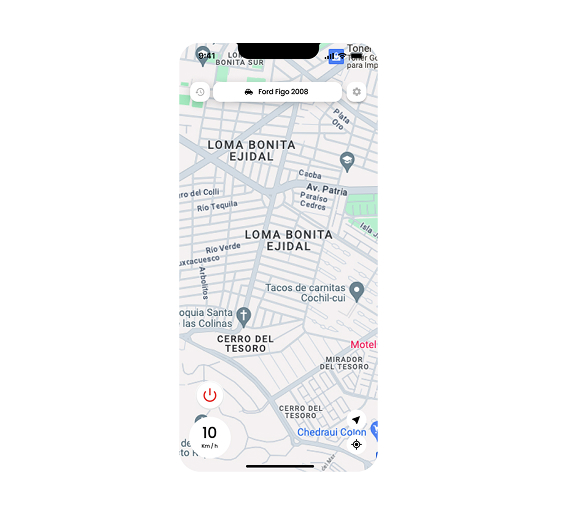 9:41
BONITA SUR
Toner
Toner Go
para Imp
Ford Figo 2008
Plata
Oro
LOMA BONITA
EJIDAL
Caoba
Av. Patria
Paraíso
Cedros
ro del Colli
Río Tequila
Isla J
LOMA BONITA
EJIDAL
Río Verde
uxcacuesco
Arbolitos
Tacos de carnitas
Cochil-cui
oquia Santa
las Colinas
CERRO DEL
TESORO
Motel
MIRADOR
DEL TESORO
CERRO DEL
TESORO
Chedraui Colon
10
Km / h
de
to R